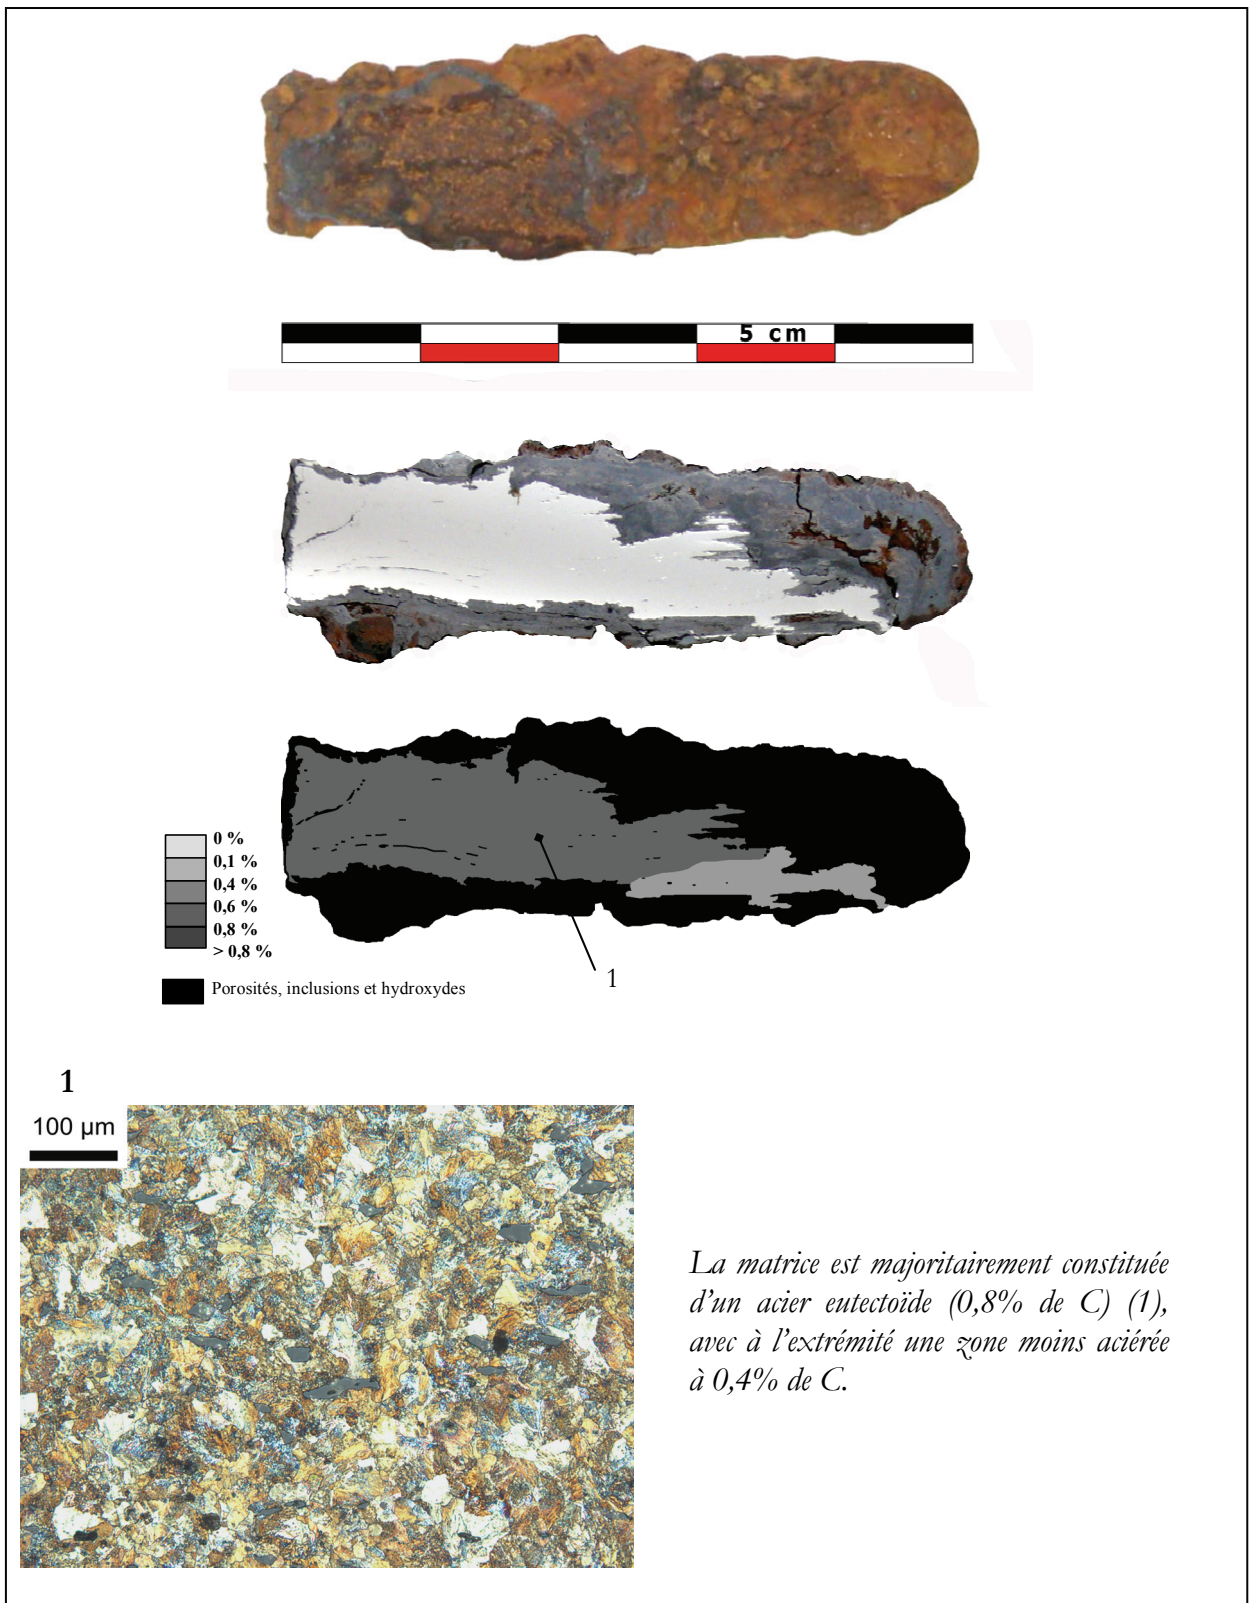 5 cm
0 %
0,1 %
0,4 %
0,6 %
0,8 %
> 0,8 %
1
Porosités, inclusions et hydroxydes
1
100 µm
La matrice est majoritairement constituée
d'un acier eutectoïde (0,8% de C) (1),
avec à l'extrémité une zone moins aciérée
à 0,4% de C.